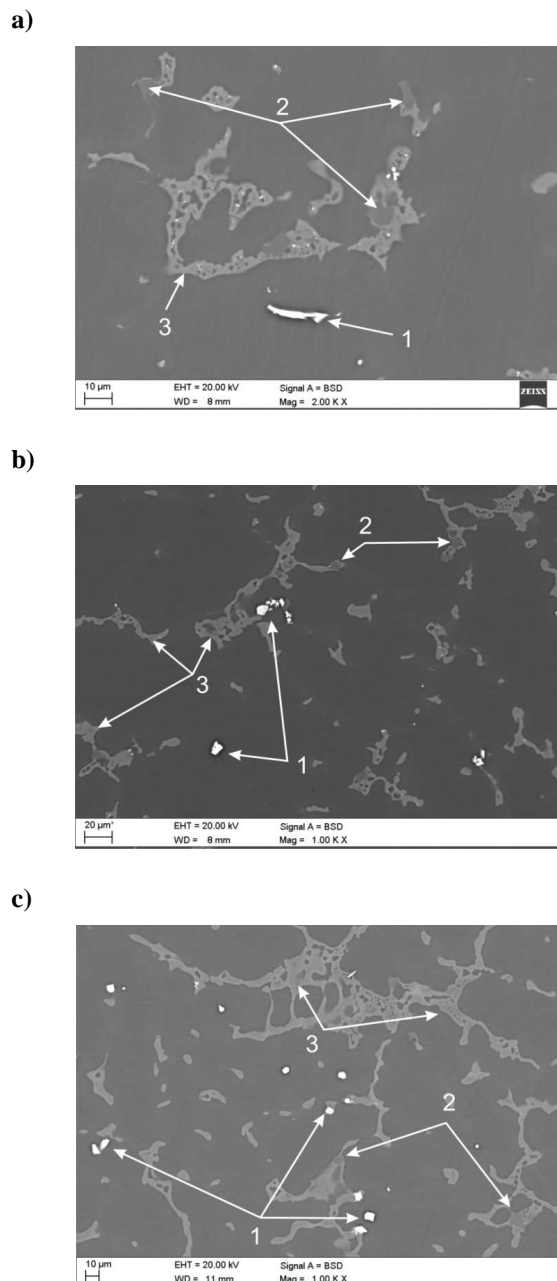 a)
2
3
1
10 µm
EHT = 20.00 kV
Signal A = BSD
WD = 8 mm
Mag = 2.00 K X
ZEISS
b)
2
3
1
20 µm
EHT = 20.00 kV
Signal A = BSD
WD = 8 mm
Mag = 1.00 K X
c)
3
2
1
10 µm
EHT = 20.00 kV
Signal A = BSD
WD = 11 mm
Mag = 1.00 K X